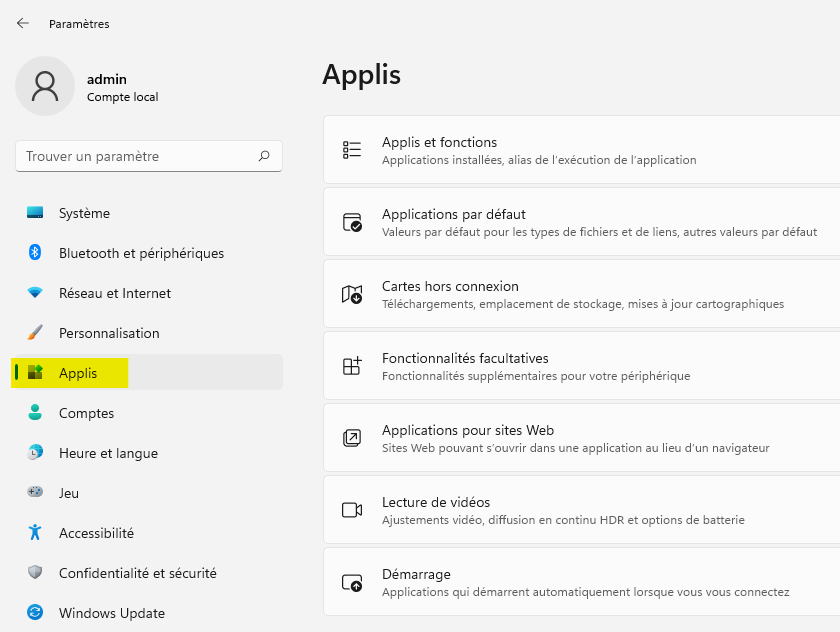 Paramètres
admin
Compte local
Trouver un paramètre
Système
Bluetooth et périphériques
Réseau et Internet
Personnalisation
Applis
Comptes
Heure et langue
Jeu
Accessibilité
Confidentialité et sécurité
Windows Update
Applis
Applis et fonctions
Applications installées, alias de l’exécution de l’application
Applications par défaut
Valeurs par défaut pour les types de fichiers et de liens, autres valeurs par défaut
Cartes hors connexion
Téléchargements, emplacement de stockage, mises à jour cartographiques
Fonctionnalités facultatives
Fonctionnalités supplémentaires pour votre périphérique
Applications pour sites Web
Sites Web pouvant s’ouvrir dans une application au lieu d’un navigateur
Lecture de vidéos
Ajustements vidéo, diffusion en continu HDR et options de batterie
Démarrage
Applications qui démarrent automatiquement lorsque vous vous connectez